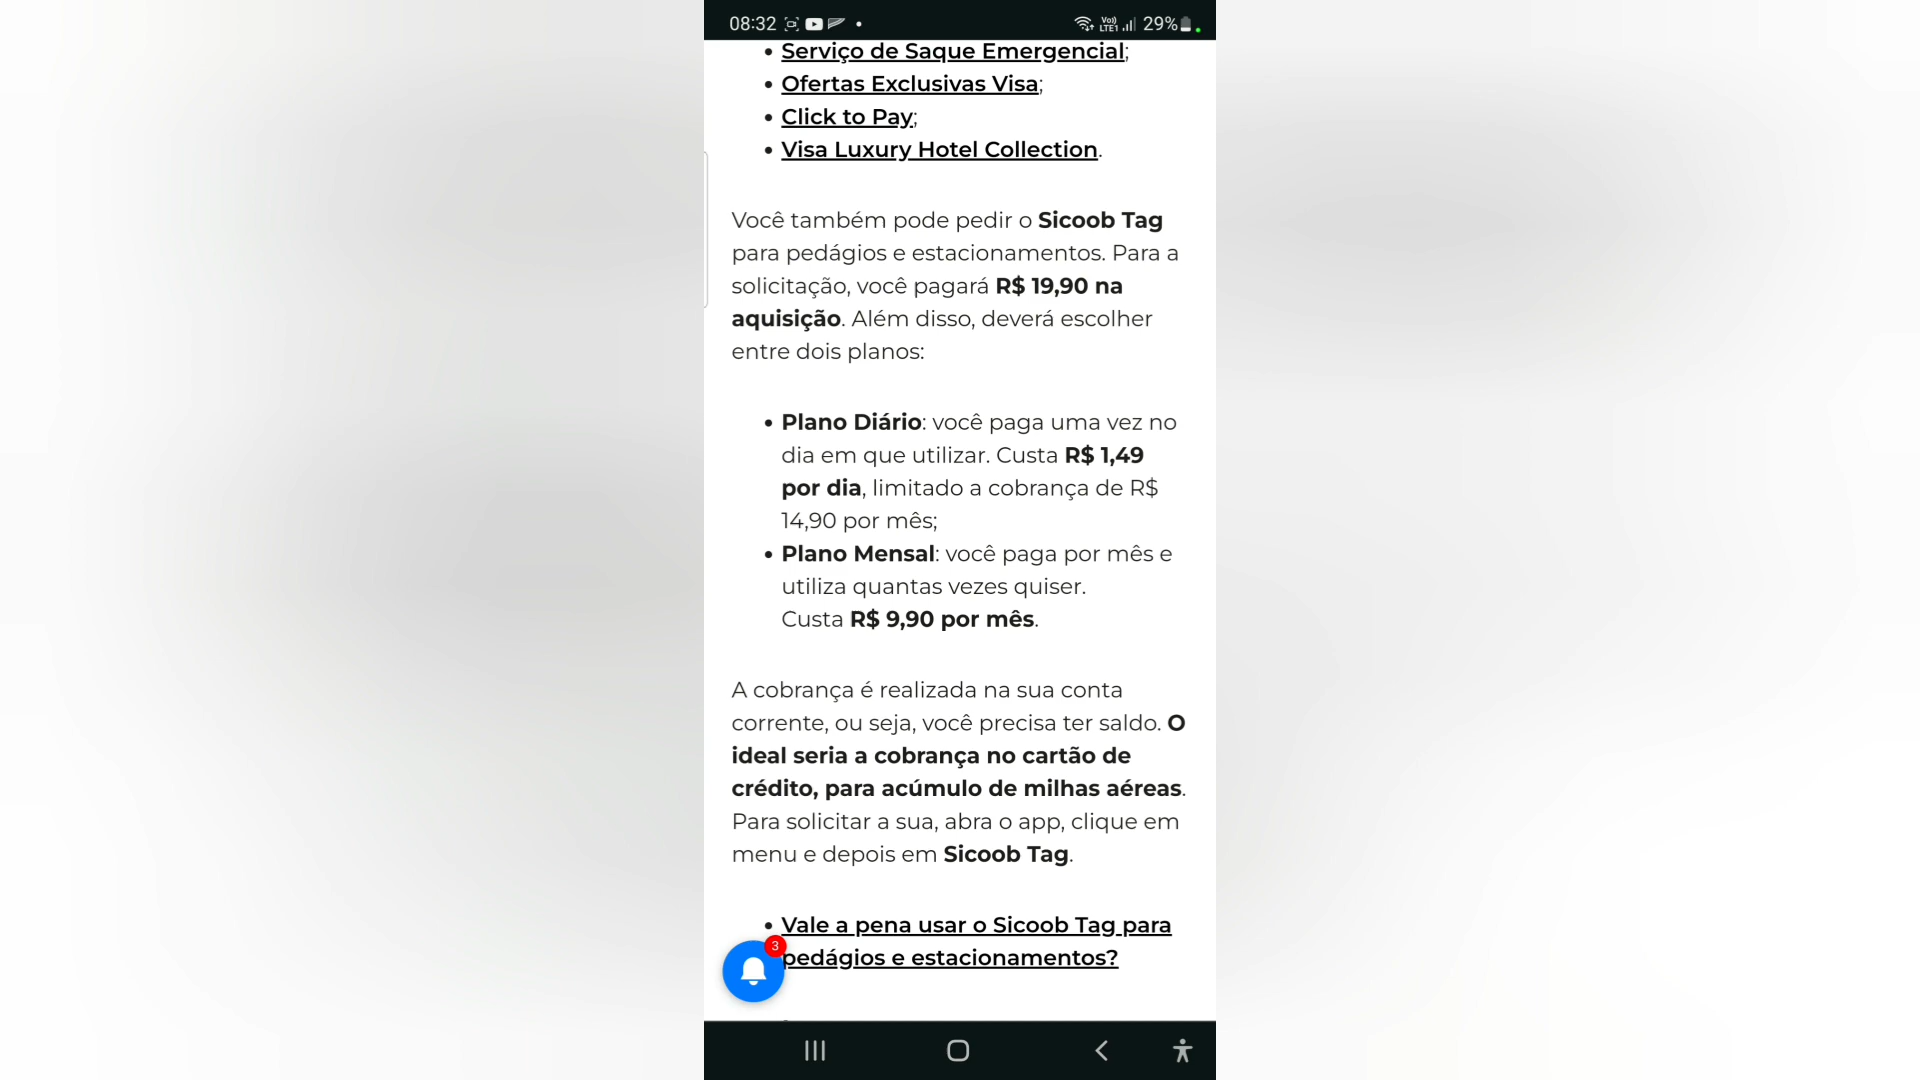 08:32
Vo))
LTE1
29%
• Serviço de Saque Emergencial;
• Ofertas Exclusivas Visa;
• Click to Pay;
• Visa Luxury Hotel Collection.
Você também pode pedir o Sicoob Tag
para pedágios e estacionamentos. Para a
solicitação, você pagará R$ 19,90 na
aquisição. Além disso, deverá escolher
entre dois planos:
• Plano Diário: você paga uma vez no
dia em que utilizar. Custa R$ 1,49
por dia, limitado a cobrança de R$
14,90 por mês;
• Plano Mensal: você paga por mês e
utiliza quantas vezes quiser.
Custa R$ 9,90 por mês.
A cobrança é realizada na sua conta
corrente, ou seja, você precisa ter saldo. O
ideal seria a cobrança no cartão de
crédito, para acúmulo de milhas aéreas.
Para solicitar a sua, abra o app, clique em
menu e depois em Sicoob Tag.
• Vale a pena usar o Sicoob Tag para
pedágios e estacionamentos?
3